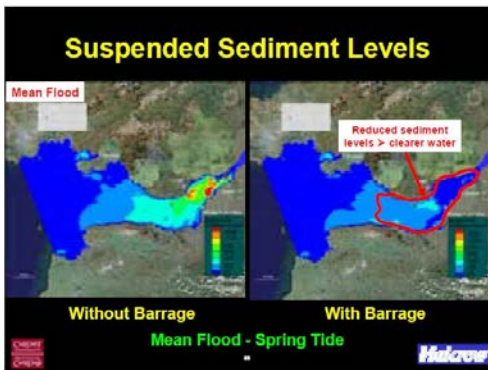 Suspended Sediment Levels
Mean Flood
Reduced sediment
levels > clearer water
Without Barrage
With Barrage
Mean Flood - Spring Tide
Halcrow